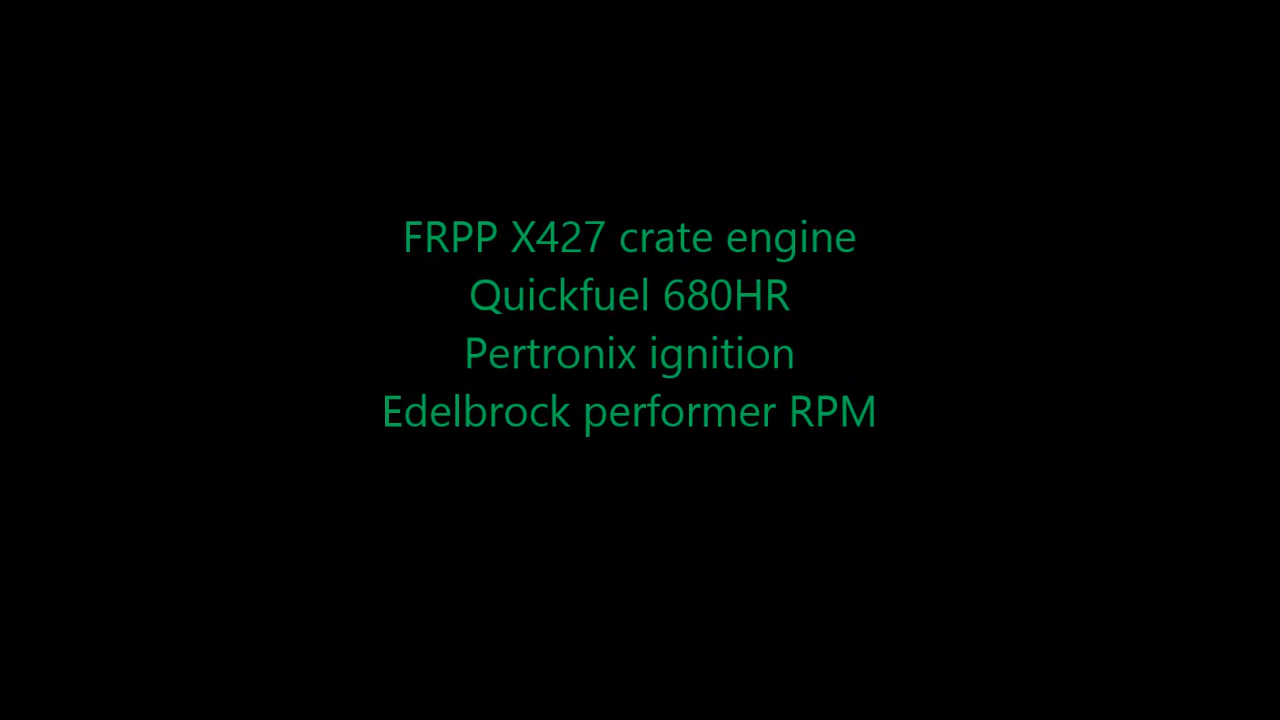 FRPP X427 crate engine
Quickfuel 680HR
Pertronix ignition
Edelbrock performer RPM